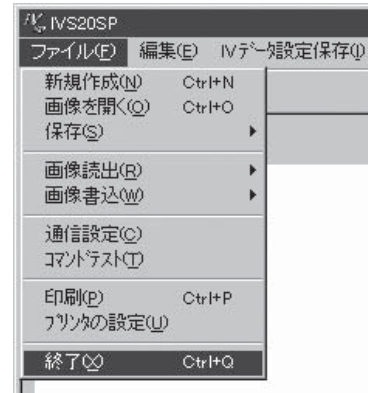 IVS20SP
ファイル(F) 編集(E) IVデータ設定保存(I)
新規作成(N) Ctrl+N
画像を開く(O) Ctrl+O
保存(S)
画像読出(R)
画像書込(W)
通信設定(C)
コマンドテスト(T)
印刷(P) Ctrl+P
プリンタの設定(U)
終了(X) Ctrl+Q